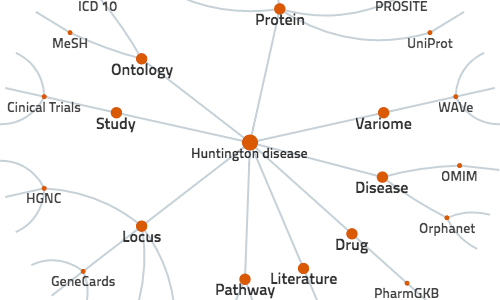 ICD 10
PROSITE
Protein
MeSH
UniProt
Ontology
Cinical Trials
WAVe
Study
Variome
Huntington disease
OMIM
Disease
HGNC
Orphanet
Locus
Drug
GeneCards
Literature
Pathway
PharmGKB